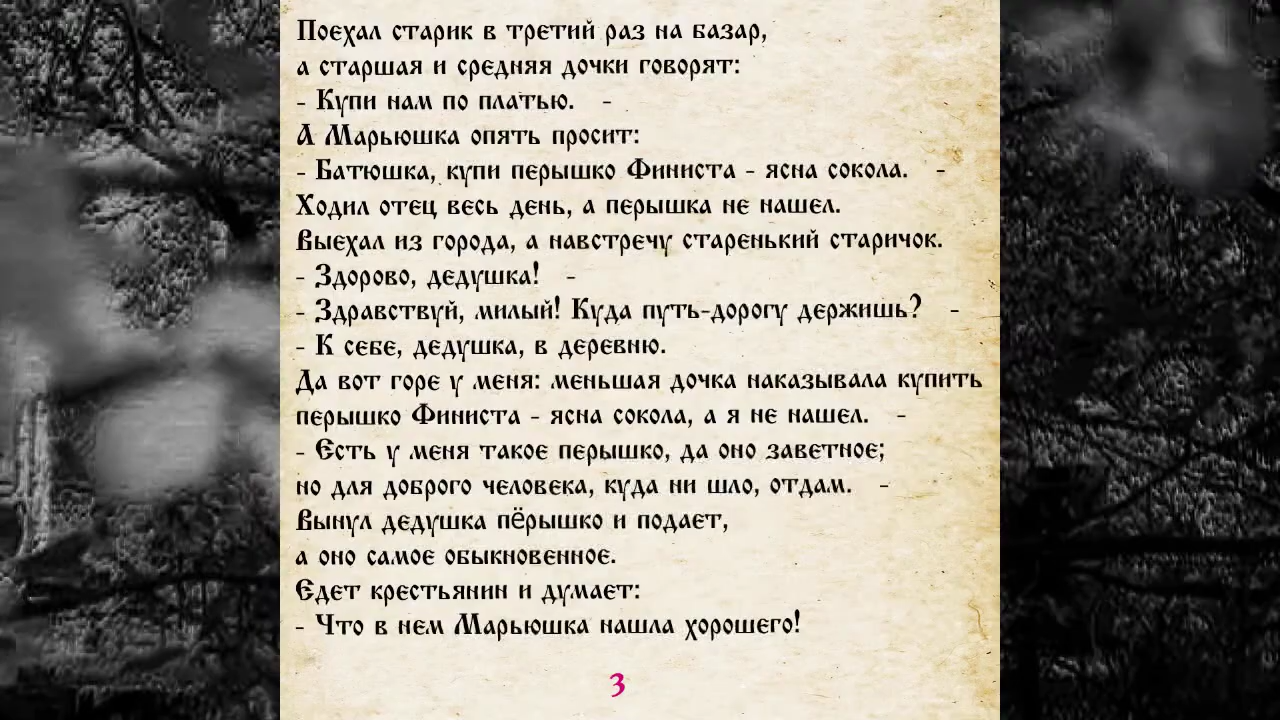 Поехал старик в третий раз на базар,
а старшая и средняя дочки говорят:
- Купи нам по платью. -
А Марьюшка опять просит:
- Батюшка, купи перышко Финиста - ясна сокола. -
Ходил отец весь день, а перышка не нашел.
Выехал из города, а навстречу старенький старичок.
- Здорово, дедушка! -
- Здравствуй, милый! Куда путь-дорогу держишь? -
- К себе, дедушка, в деревню.
Да вот горе у меня: меньшая дочка наказывала купить
перышко Финиста - ясна сокола, а я не нашел. -
- Есть у меня такое перышко, да оно заветное;
но для доброго человека, куда ни шло, отдам. -
Вынул дедушка пёрышко и подает,
а оно самое обыкновенное.
Едет крестьянин и думает:
- Что в нем Марьюшка нашла хорошего!
3